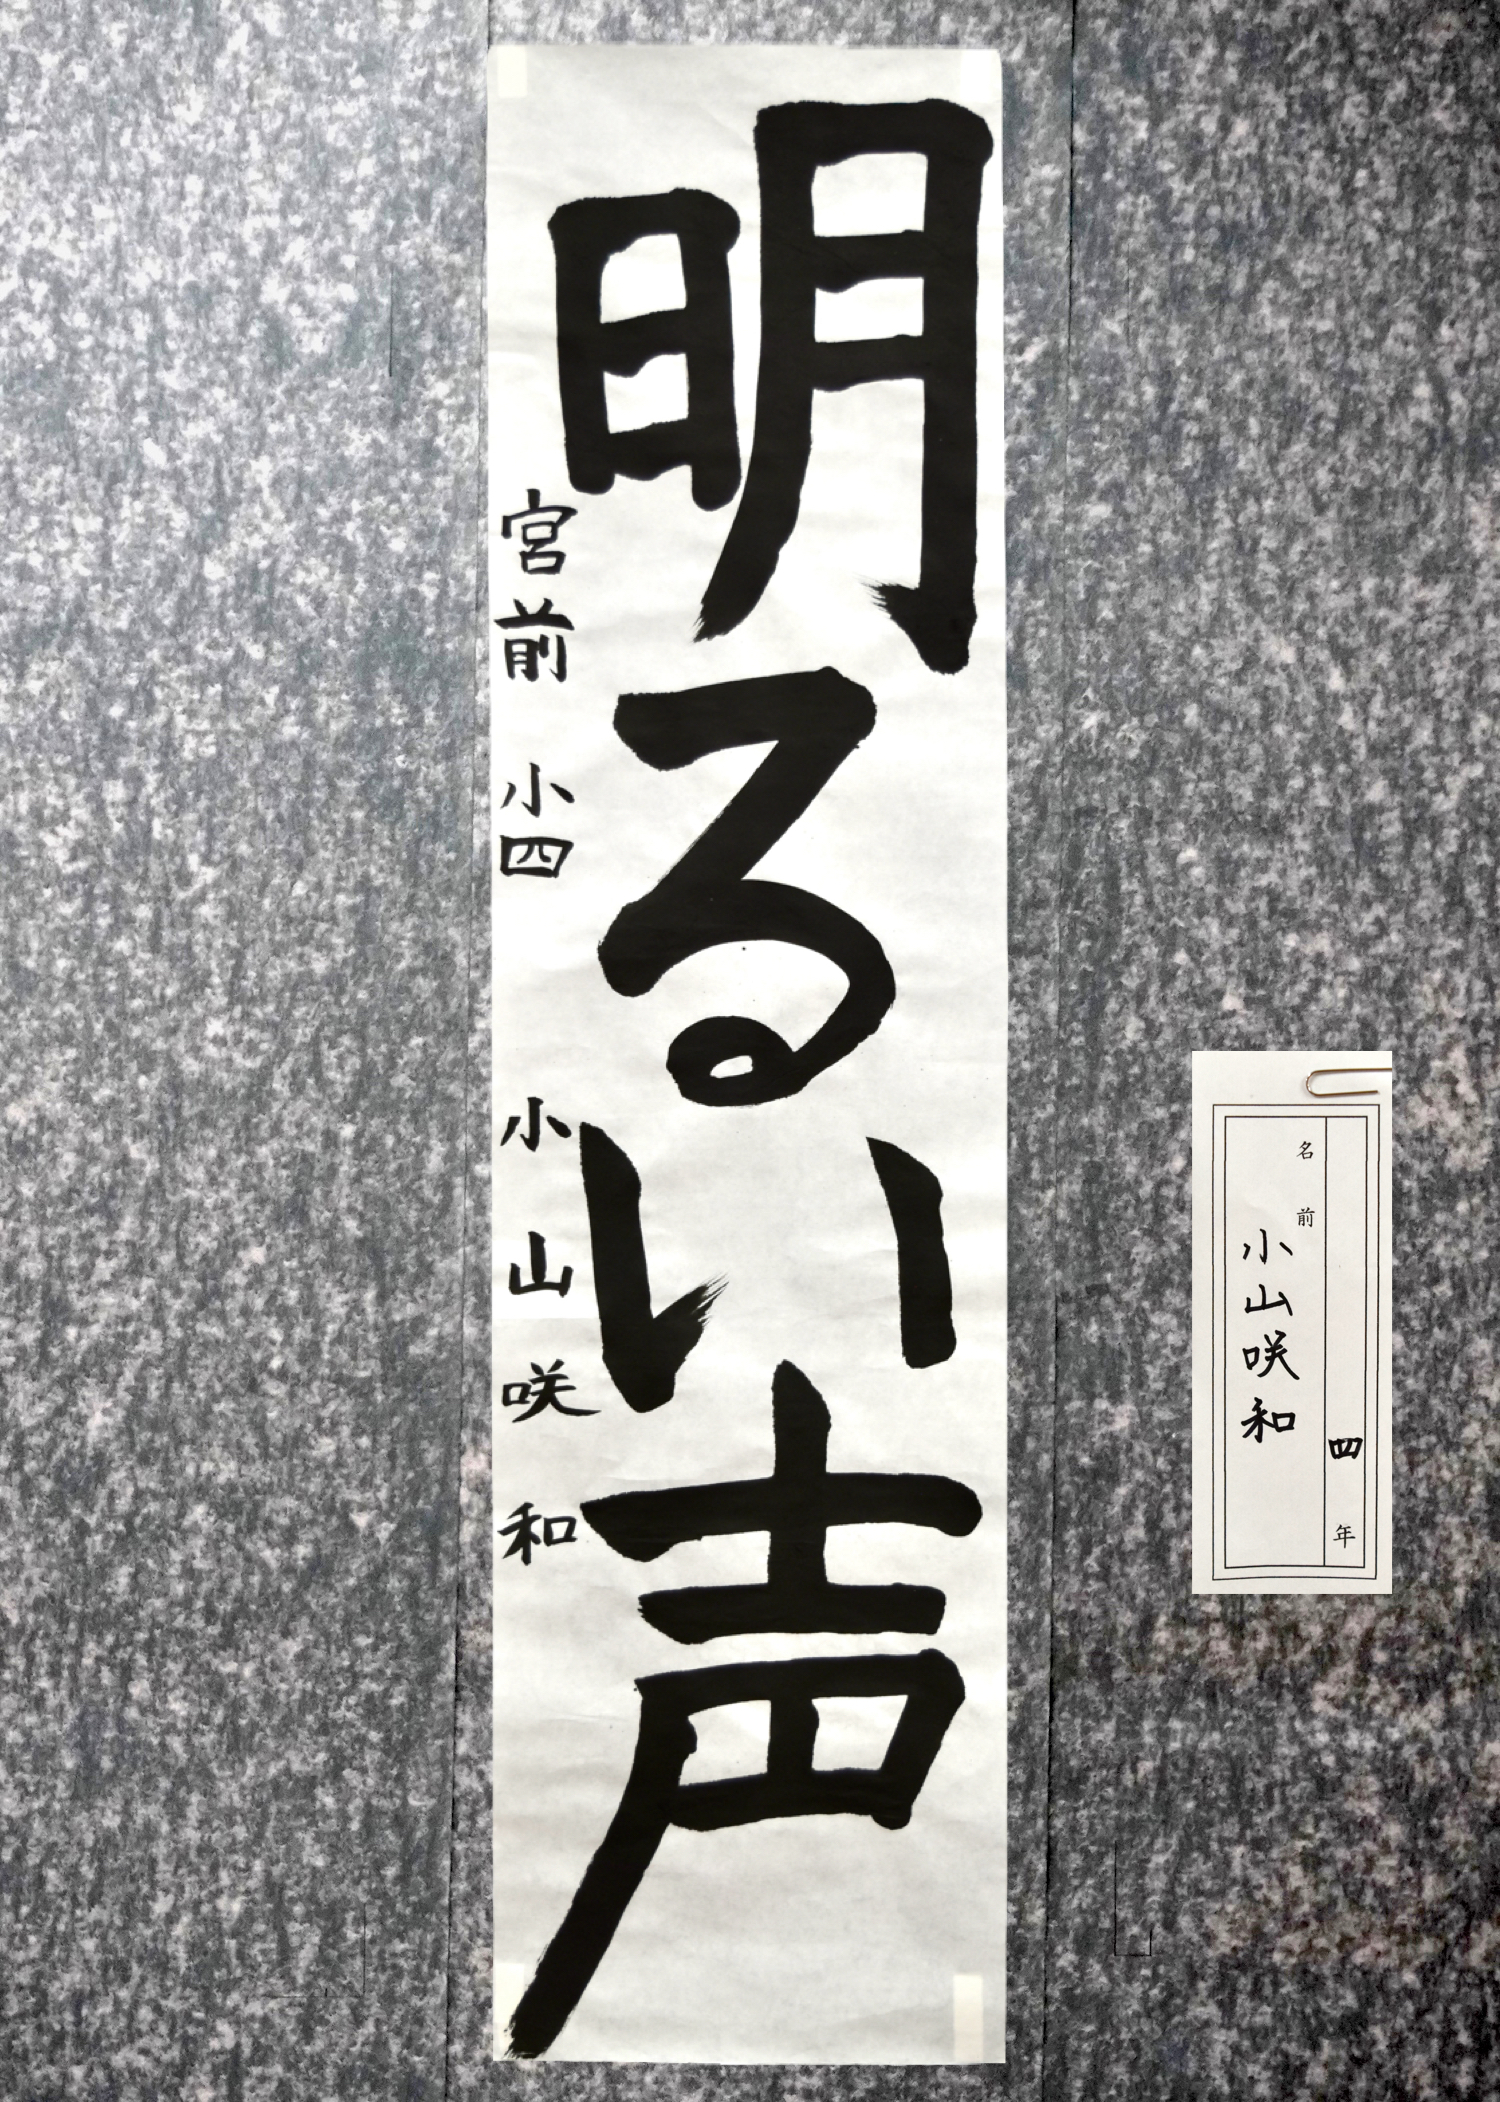 明るい声
宮前 小四 小山咲和
四年
名前 小山咲和